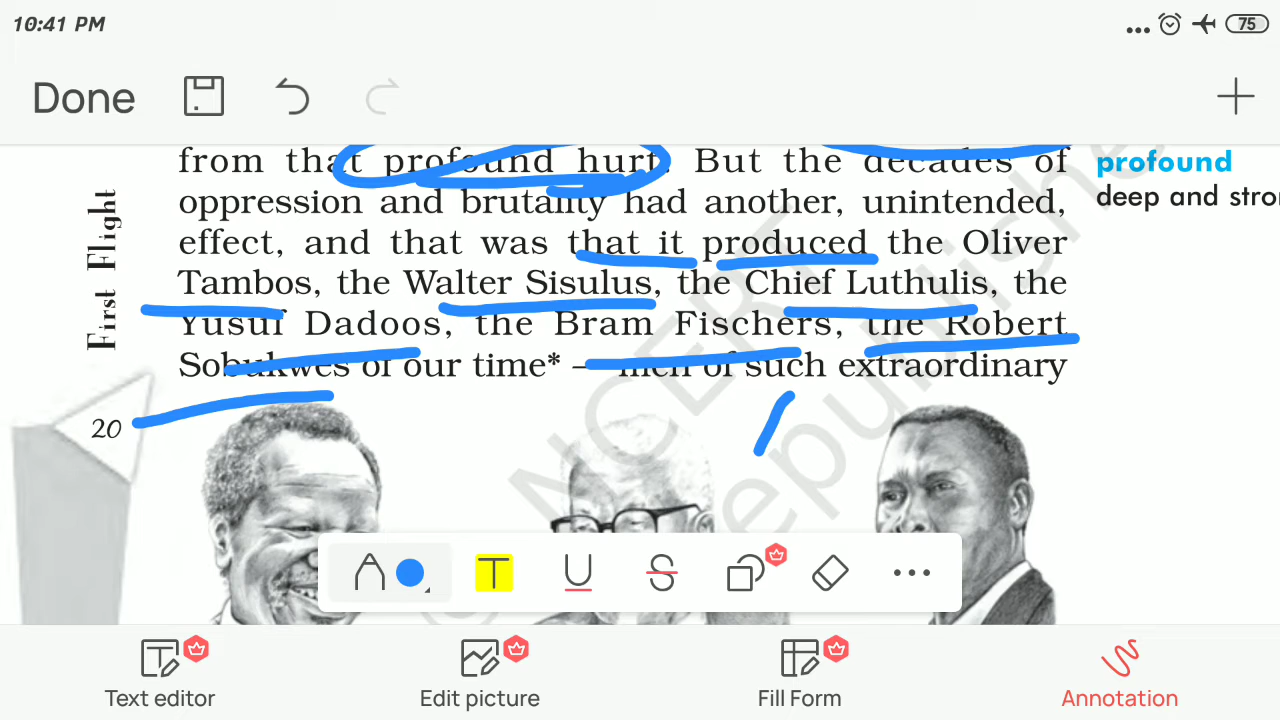 10:41 PM
75
Done
from that profound hurt. But the decades of
oppression and brutality had another, unintended,
effect, and that was that it produced the Oliver
Tambos, the Walter Sisulus, the Chief Luthulis, the
Yusuf Dadoos, the Bram Fischers, the Robert
Sobukwes of our time* – men of such extraordinary
profound
deep and stro
First Flight
20
NCERT
republishe
Text editor
Edit picture
Fill Form
Annotation